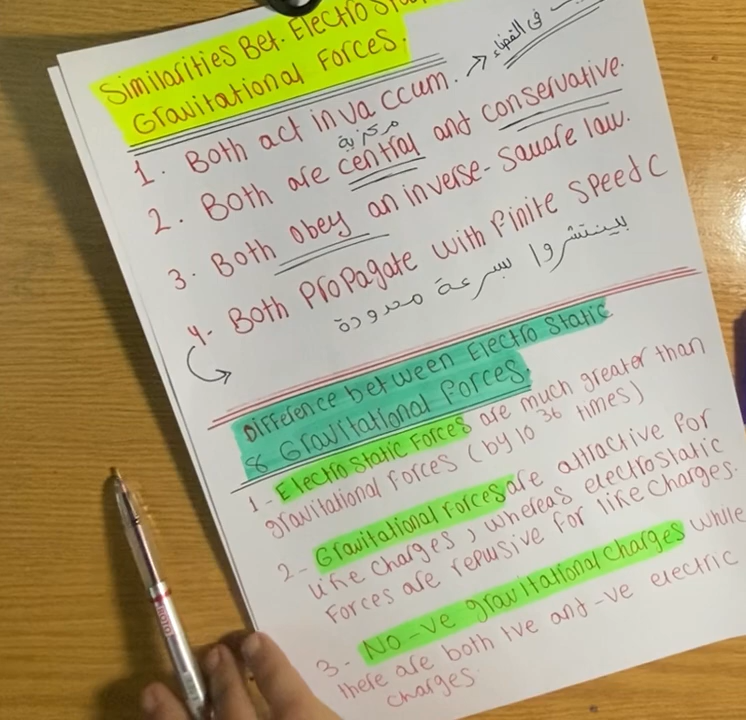 Similarities Bet. Electro
Gravitational Forces.
1. Both act in vaccum. → فى الفضاء
مركزية
2. Both are central and conservative.
3. Both obey an inverse-square law.
4- Both Propagate with finite speed C
بينتشروا بسرعة محدودة
Difference between Electro Static
& Gravitational Forces.
1- Electro Static Forces are much greater than
gravitational forces (by 10^36 times)
2- Gravitational Forces are attractive for
like charges, whereas electrostatic
Forces are repulsive for like charges.
3- No -ve gravitational charges while
there are both +ve and -ve electric
charges.
ROTO